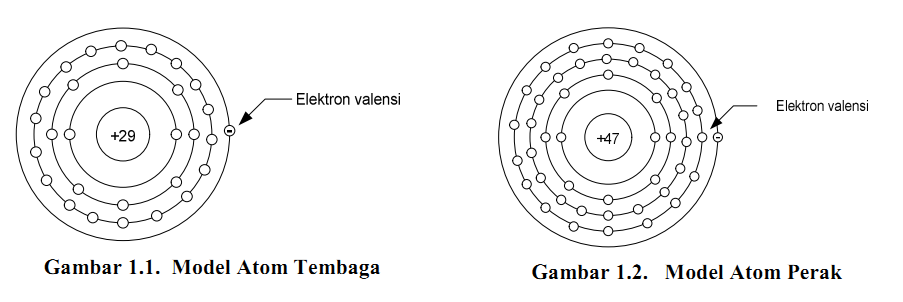 +29
Elektron valensi
Gambar 1.1. Model Atom Tembaga
+47
Elektron valensi
Gambar 1.2. Model Atom Perak